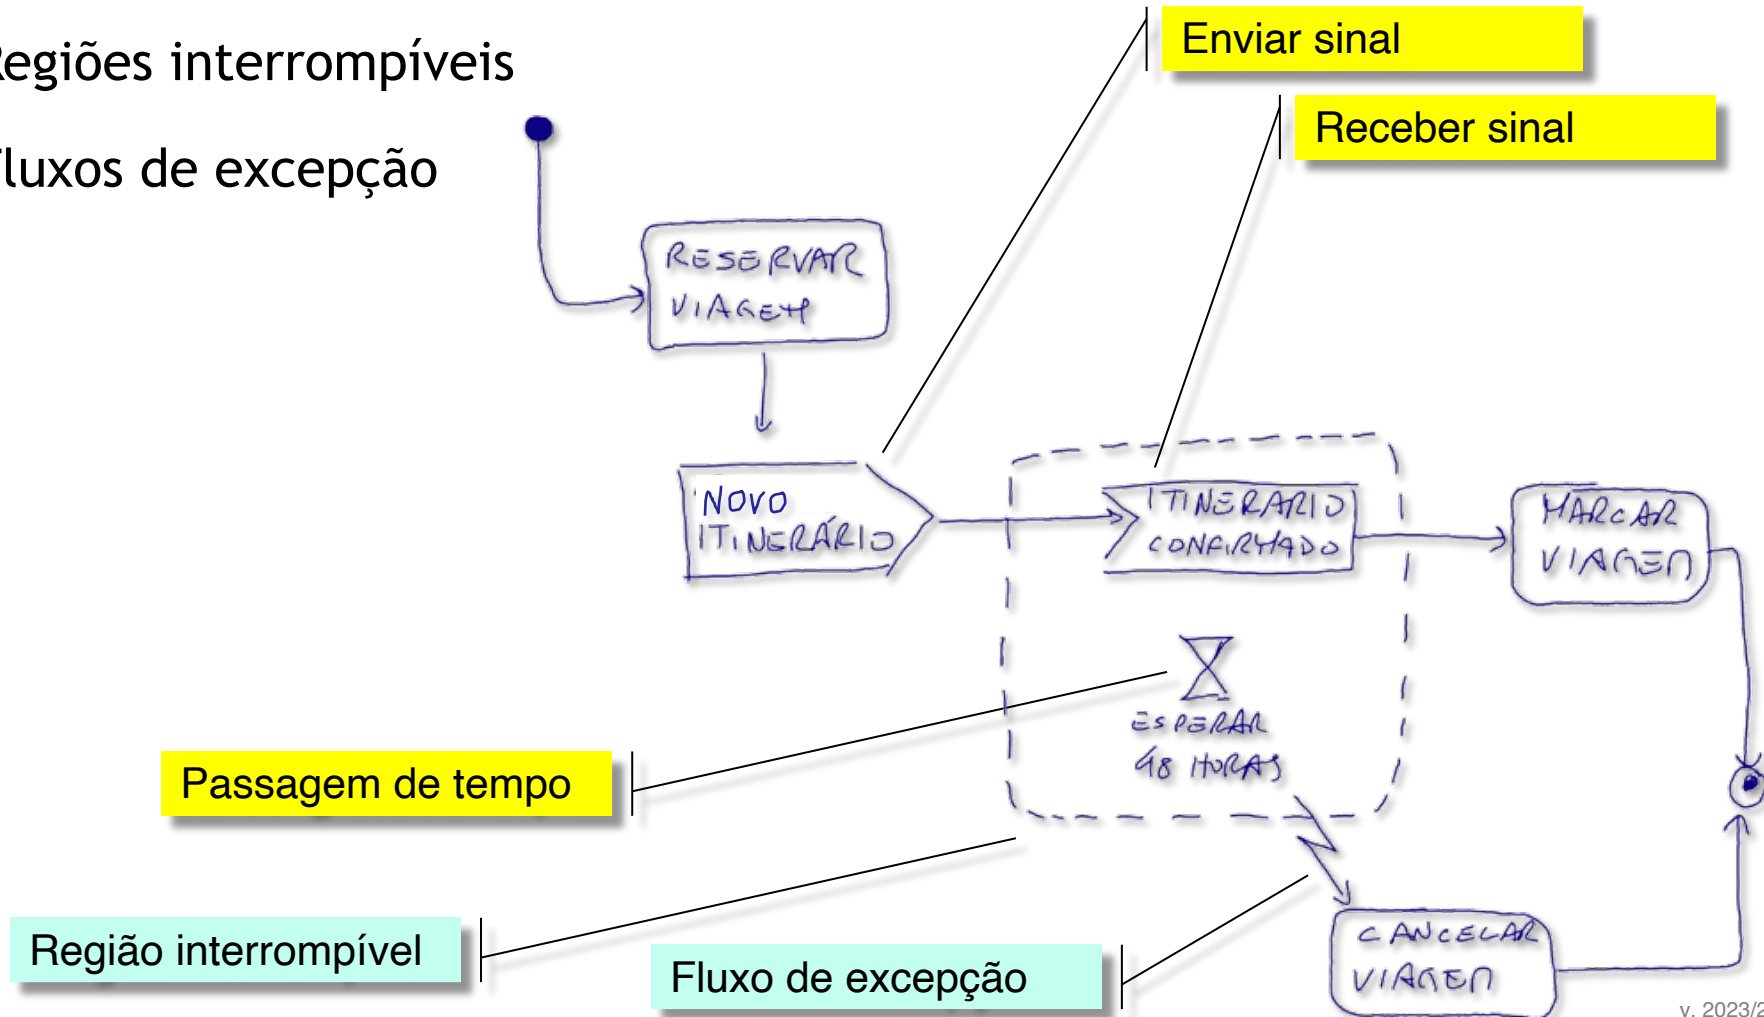 egiões interrompíveis
luxos de excepção
Enviar sinal
Receber sinal
RESERVAR
VIAGEM
NOVO
ITINERÁRIO
ITINERARIO
CONFIRMADO
MARCAR
VIAGEM
ESPERAR
48 HORAS
Passagem de tempo
Região interrompível
Fluxo de excepção
CANCELAR
VIAGEM
v. 2023/2